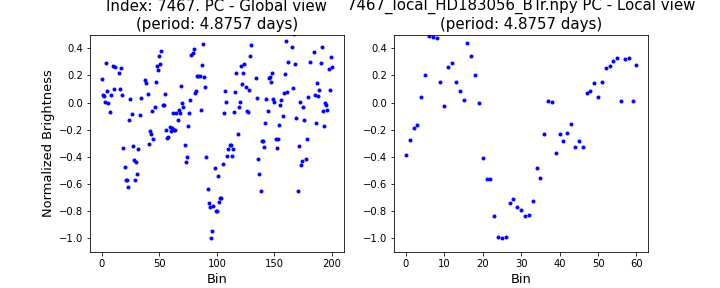 Index: 7467. PC - Global view
(period: 4.8757 days)
7467_local_HD183056_BTr.npy PC - Local view
(period: 4.8757 days)
Normalized Brightness
0.4
0.2
0.0
−0.2
−0.4
−0.6
−0.8
−1.0
0 50 100 150 200
Bin
0.4
0.2
0.0
−0.2
−0.4
−0.6
−0.8
−1.0
0 10 20 30 40 50 60
Bin